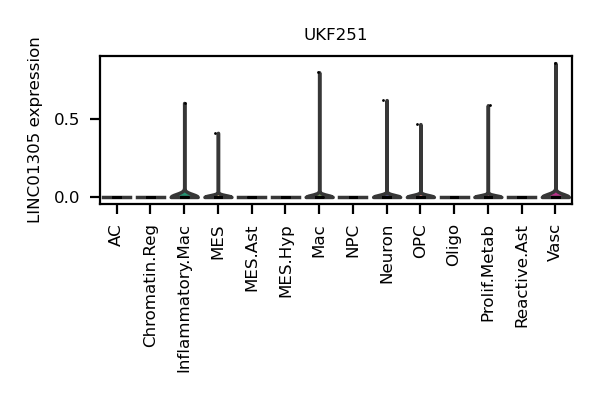 UKF251
LINC01305 expression
0.5
0.0
AC
Chromatin.Reg
Inflammatory.Mac
MES
MES.Ast
MES.Hyp
Mac
NPC
Neuron
OPC
Oligo
Prolif.Metab
Reactive.Ast
Vasc